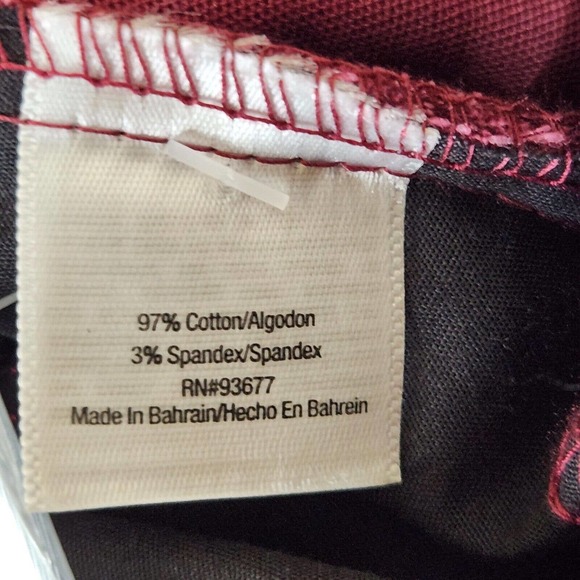 97% Cotton/Algodon
3% Spandex/Spandex
RN#93677
Made In Bahrain/Hecho En Bahrein